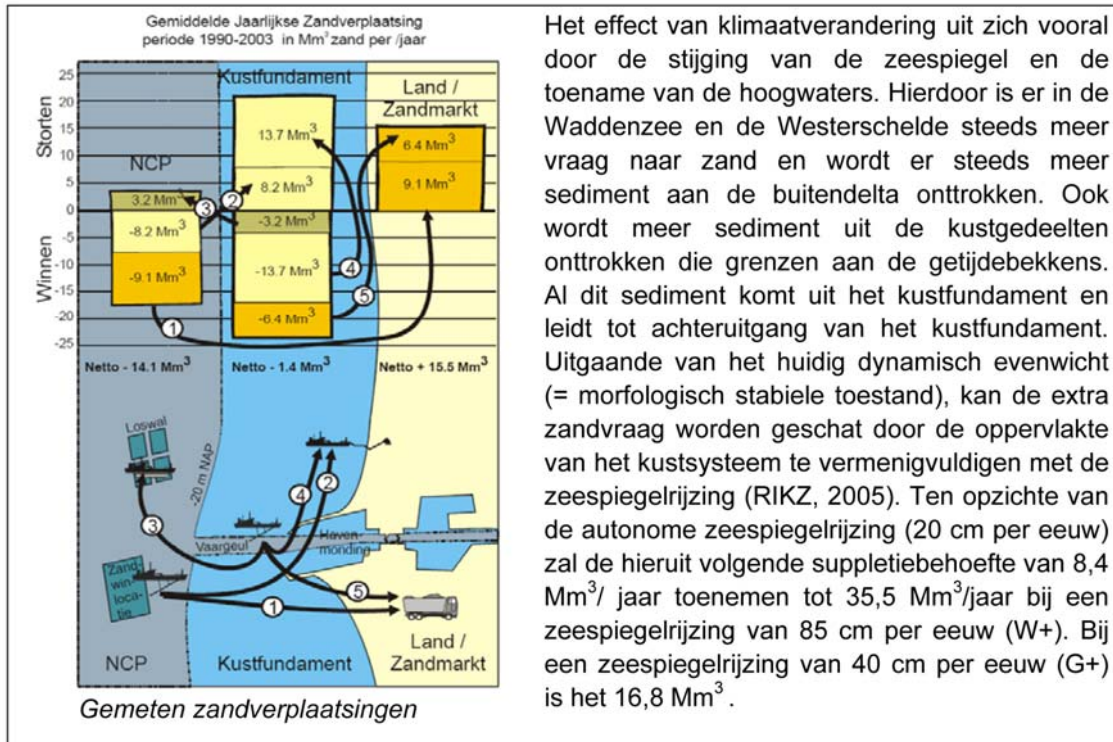 Gemiddelde Jaarlijkse Zandverplaatsing
periode 1990-2003 in Mm³ zand per /jaar
Kustfundament
Land /
Zandmarkt
NCP
Storten
Winnen
25
20
15
10
5
0
-5
-10
-15
-20
-25
3.2 Mm³
-8.2 Mm³
-9.1 Mm³
13.7 Mm³
8.2 Mm³
-3.2 Mm³
-13.7 Mm³
-6.4 Mm³
6.4 Mm³
9.1 Mm³
3
2
4
5
1
Netto - 14.1 Mm³
Netto - 1.4 Mm³
Netto + 15.5 Mm³
Loswal
-20 m NAP
4
2
3
Vaargeul
Haven-
monding
Zand-
win-
loca-
tie
5
1
NCP
Kustfundament
Land /
Zandmarkt
Gemeten zandverplaatsingen
Het effect van klimaatverandering uit zich vooral
door de stijging van de zeespiegel en de
toename van de hoogwaters. Hierdoor is er in de
Waddenzee en de Westerschelde steeds meer
vraag naar zand en wordt er steeds meer
sediment aan de buitendelta onttrokken. Ook
wordt meer sediment uit de kustgedeelten
onttrokken die grenzen aan de getijdebekkens.
Al dit sediment komt uit het kustfundament en
leidt tot achteruitgang van het kustfundament.
Uitgaande van het huidig dynamisch evenwicht
(= morfologisch stabiele toestand), kan de extra
zandvraag worden geschat door de oppervlakte
van het kustsysteem te vermenigvuldigen met de
zeespiegelrijzing (RIKZ, 2005). Ten opzichte van
de autonome zeespiegelrijzing (20 cm per eeuw)
zal de hieruit volgende suppletiebehoefte van 8,4
Mm³/ jaar toenemen tot 35,5 Mm³/jaar bij een
zeespiegelrijzing van 85 cm per eeuw (W+). Bij
een zeespiegelrijzing van 40 cm per eeuw (G+)
is het 16,8 Mm³ .